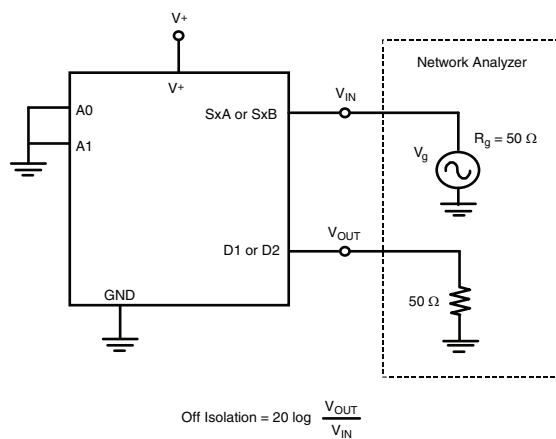 V+
V+
Network Analyzer
A0
SxA or SxB
VIN
A1
Vg
Rg = 50 Ω
D1 or D2
VOUT
GND
50 Ω
Off Isolation = 20 log VOUT
VIN